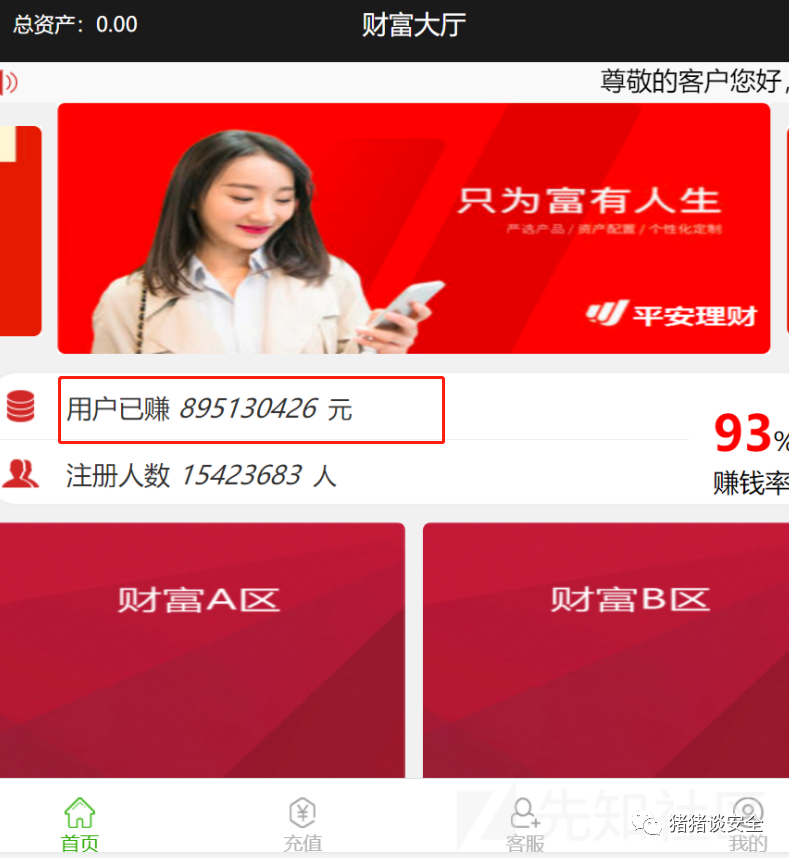 总资产：0.00
财富大厅
尊敬的客户您好，
只为富有人生
严选产品 / 资产配置 / 个性化定制
平安理财
用户已赚 895130426 元
注册人数 15423683 人
93%
赚钱率
财富A区
财富B区
首页
充值
客服
我的
先知社区
猪猪谈安全